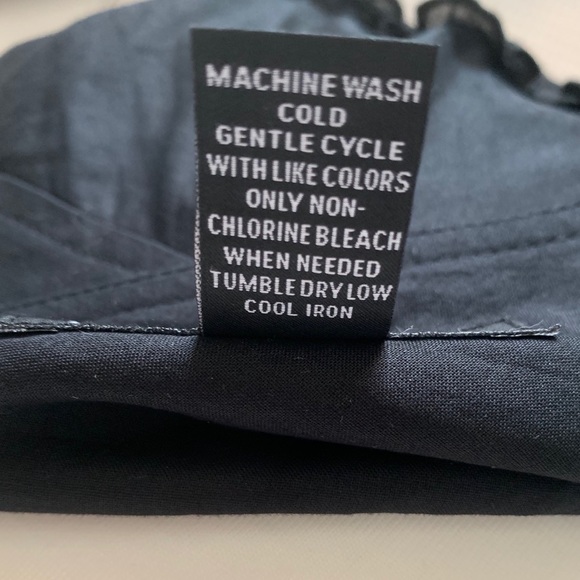 MACHINE WASH
COLD
GENTLE CYCLE
WITH LIKE COLORS
ONLY NON-
CHLORINE BLEACH
WHEN NEEDED
TUMBLE DRY LOW
COOL IRON